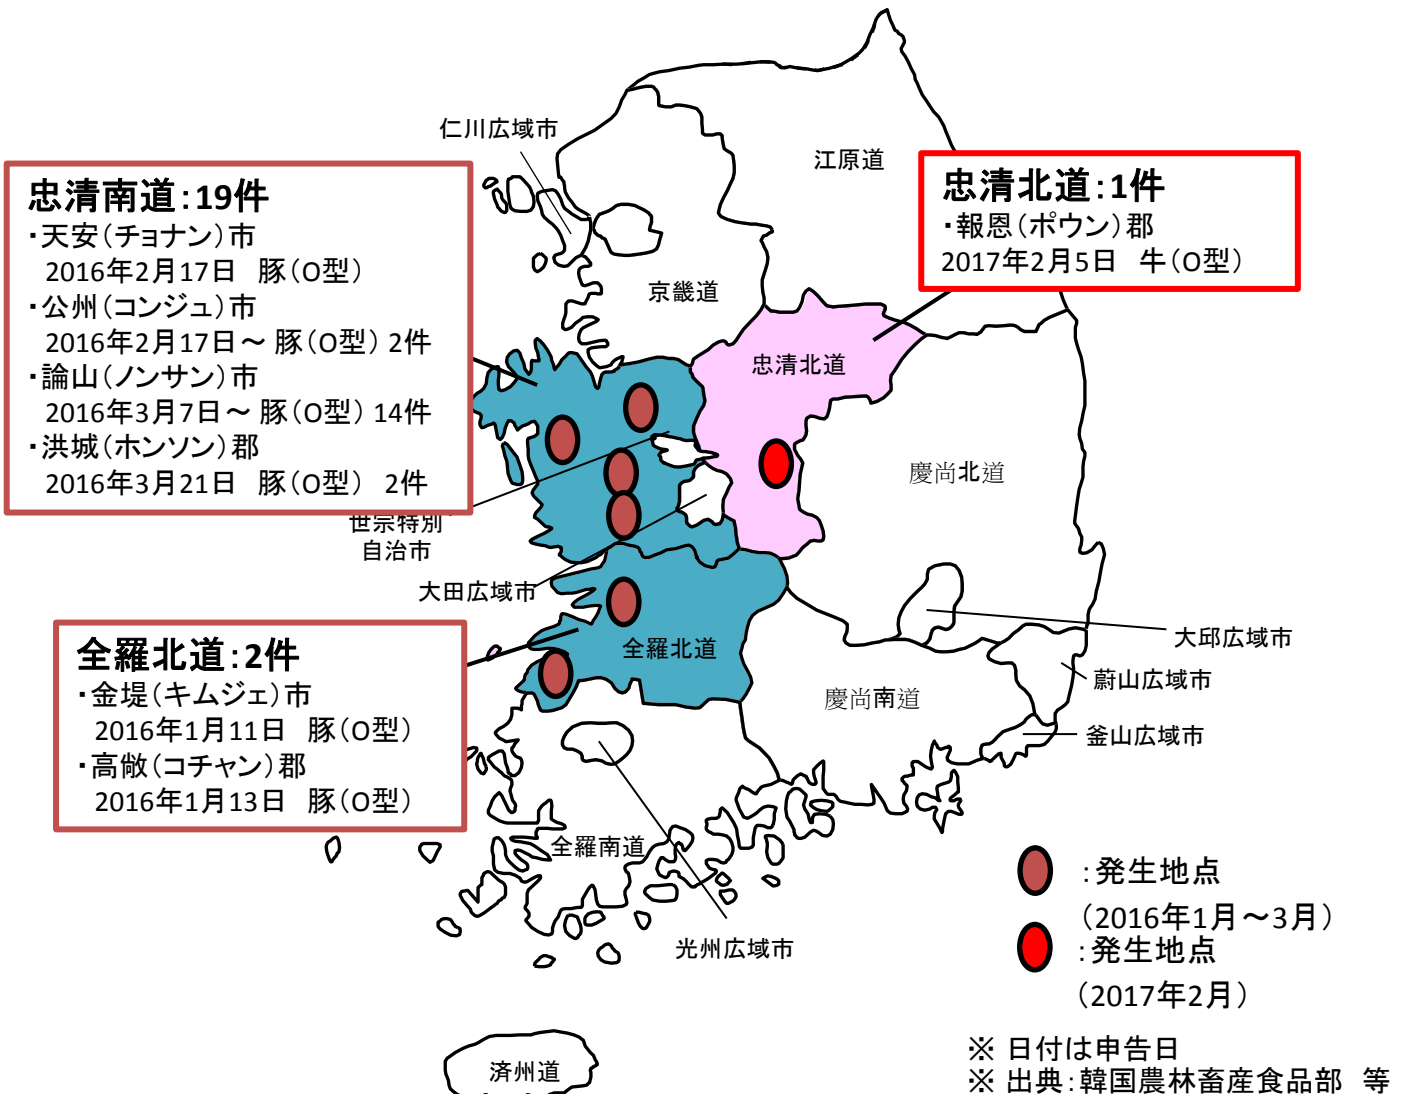 仁川広域市
江原道
忠清南道：19件
・天安（チョナン）市
2016年2月17日　豚（O型）
・公州（コンジュ）市
2016年2月17日～ 豚（O型） 2件
・論山（ノンサン）市
2016年3月7日～ 豚（O型） 14件
・洪城（ホンソン）郡
2016年3月21日　豚（O型）　2件
忠清北道：1件
・報恩（ポウン）郡
2017年2月5日　牛（O型）
京畿道
忠清北道
慶尚北道
世宗特別
自治市
大田広域市
全羅北道：2件
・金堤（キムジェ）市
2016年1月11日　豚（O型）
・高敞（コチャン）郡
2016年1月13日　豚（O型）
全羅北道
大邱広域市
蔚山広域市
慶尚南道
釜山広域市
全羅南道
光州広域市
済州道
：発生地点
（2016年1月～3月）
：発生地点
（2017年2月）
※ 日付は申告日
※ 出典：韓国農林畜産食品部　等